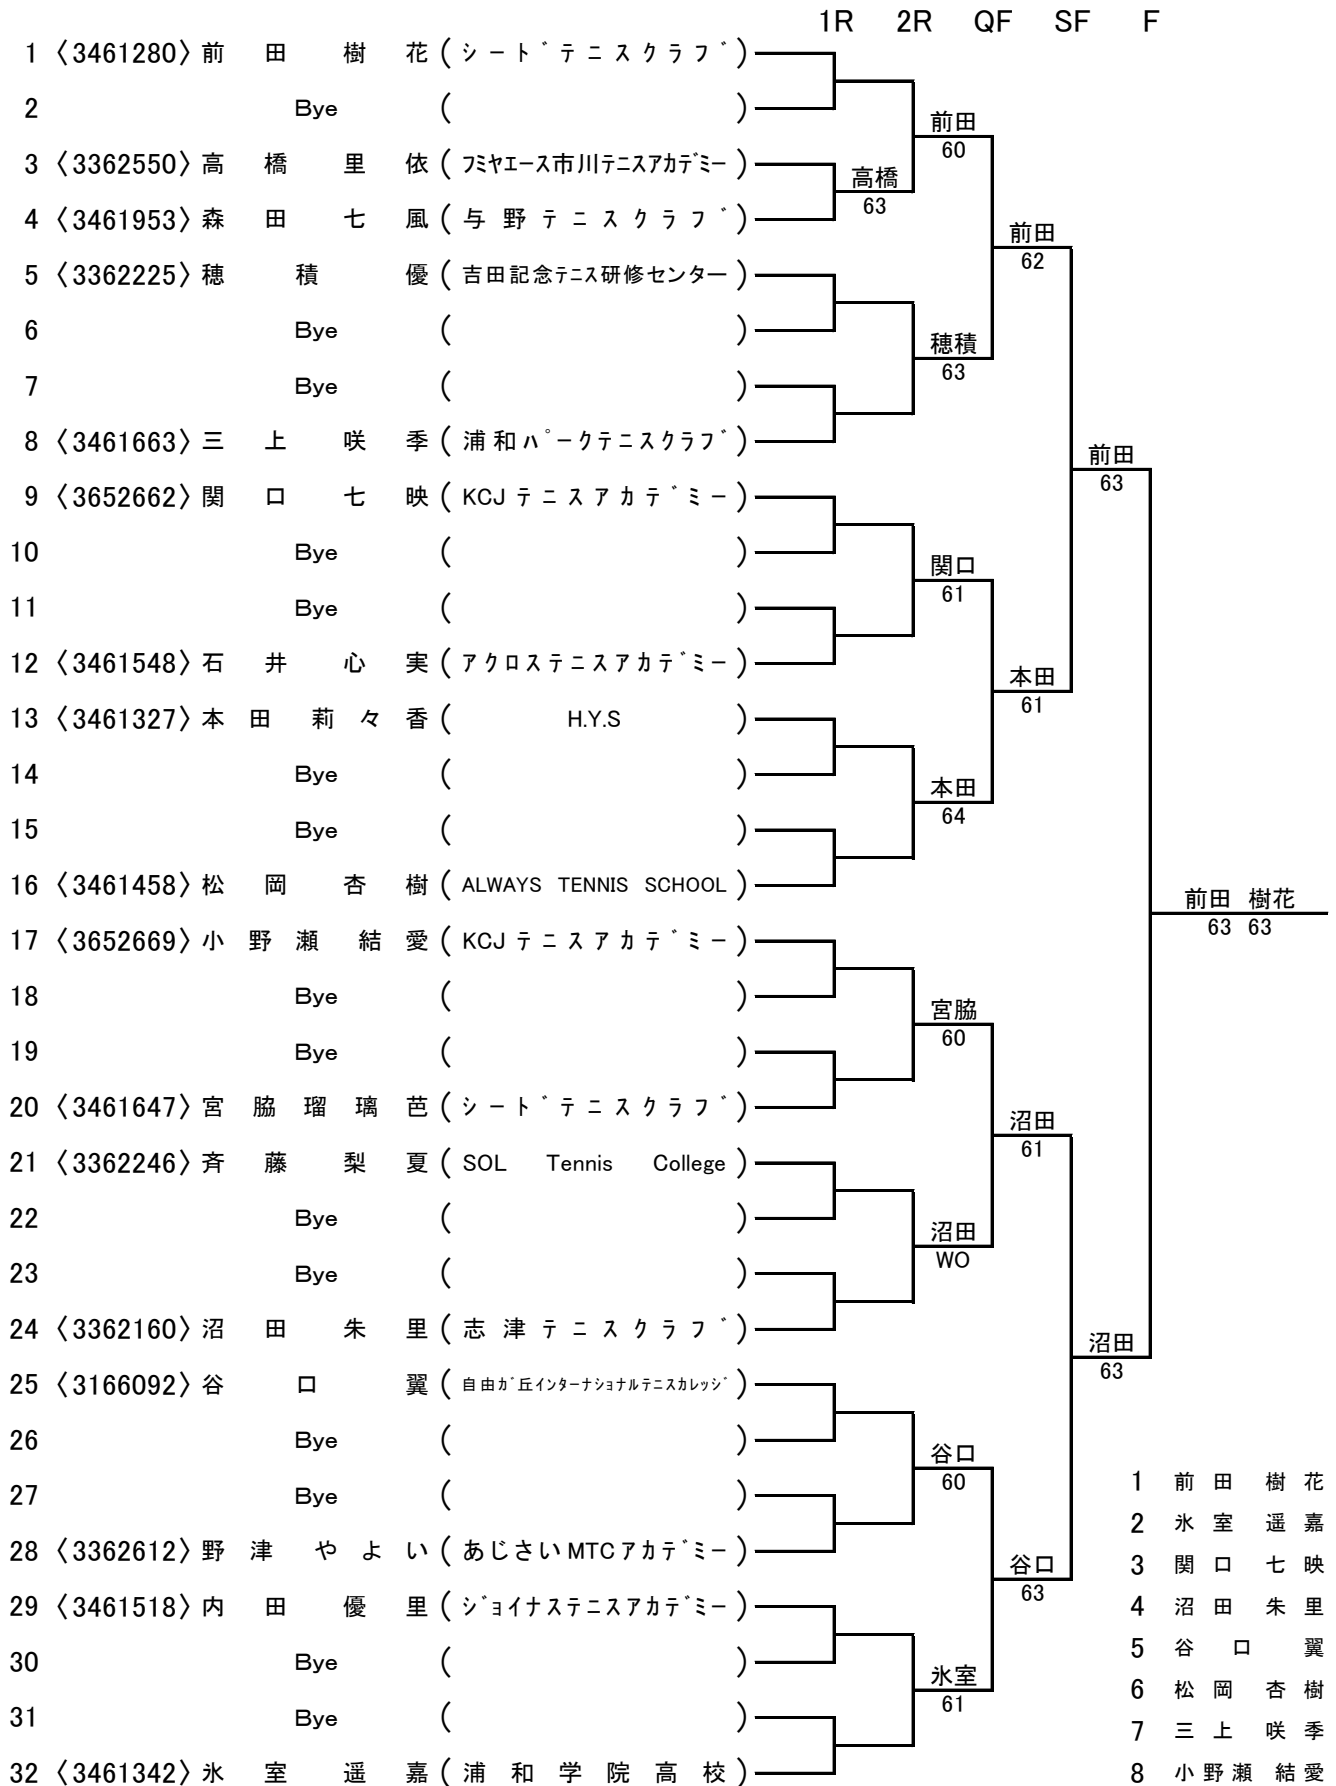 1R 2R QF SF F
1 〈3461280〉 前田 樹花 (シードテニスクラブ)
2 Bye ( )
前田
60
3 〈3362550〉 高橋 里依 (フミヤエース市川テニスアカデミー)
高橋
63
4 〈3461953〉 森田 七風 (与野テニスクラブ)
前田
62
5 〈3362225〉 穂積 優 (吉田記念テニス研修センター)
6 Bye ( )
穂積
63
7 Bye ( )
8 〈3461663〉 三上 咲季 (浦和パークテニスクラブ)
前田
63
9 〈3652662〉 関口 七映 (KCJテニスアカデミー)
10 Bye ( )
関口
61
11 Bye ( )
12 〈3461548〉 石井 心実 (アクロステニスアカデミー)
本田
61
13 〈3461327〉 本田 莉々香 (H.Y.S)
14 Bye ( )
本田
64
15 Bye ( )
16 〈3461458〉 松岡 杏樹 (ALWAYS TENNIS SCHOOL)
前田 樹花
63 63
17 〈3652669〉 小野瀬 結愛 (KCJテニスアカデミー)
18 Bye ( )
宮脇
60
19 Bye ( )
20 〈3461647〉 宮脇 瑠璃芭 (シードテニスクラブ)
沼田
61
21 〈3362246〉 斉藤 梨夏 (SOL Tennis College)
22 Bye ( )
沼田
WO
23 Bye ( )
24 〈3362160〉 沼田 朱里 (志津テニスクラブ)
沼田
63
25 〈3166092〉 谷口 翼 (自由が丘インターナショナルテニスカレッジ)
26 Bye ( )
谷口
60
27 Bye ( )
28 〈3362612〉 野津 やよい (あじさいMTCアカデミー)
谷口
63
29 〈3461518〉 内田 優里 (ジョイナステニスアカデミー)
30 Bye ( )
氷室
61
31 Bye ( )
32 〈3461342〉 氷室 遥嘉 (浦和学院高校)
1 前田 樹花
2 氷室 遥嘉
3 関口 七映
4 沼田 朱里
5 谷口 翼
6 松岡 杏樹
7 三上 咲季
8 小野瀬 結愛